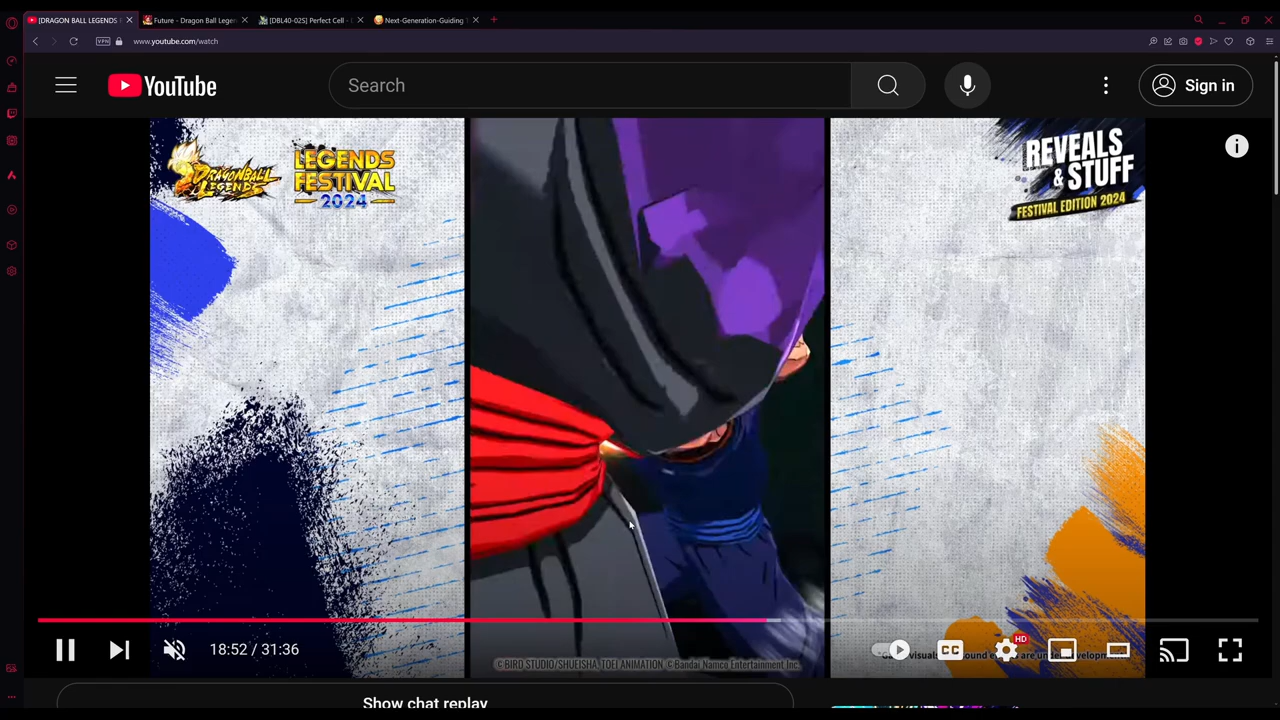 [DRAGON BALL LEGENDS
Future - Dragon Ball Legen
[DBL40-02S] Perfect Cell -
Next-Generation-Guiding
VPN
www.youtube.com/watch
YouTube
Search
Sign in
DRAGONBALL
LEGENDS
LEGENDS
FESTIVAL
2024
REVEALS
& STUFF
FESTIVAL EDITION 2024
18:52 / 31:36
CC
HD
©BIRD STUDIO/SHUEISHA, TOEI ANIMATION ©Bandai Namco Entertainment Inc.
Show chat replay